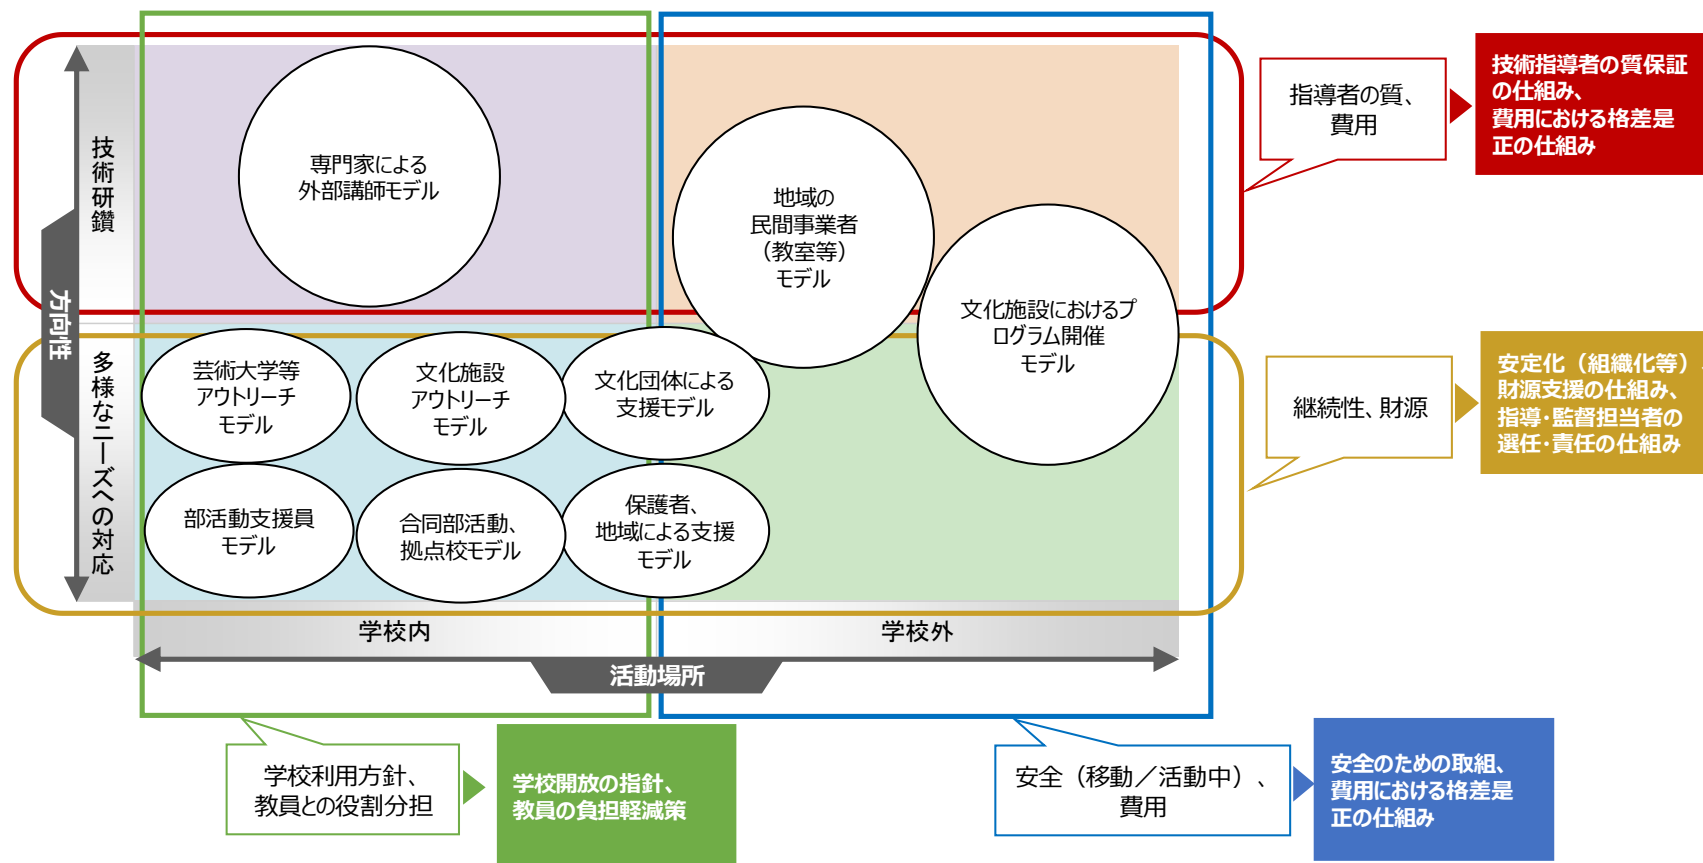 技術研鑽
方向性
多様なニーズへの対応
専門家による
外部講師モデル
地域の
民間事業者
（教室等）
モデル
文化施設におけるプ
ログラム開催
モデル
芸術大学等
アウトリーチ
モデル
文化施設
アウトリーチ
モデル
文化団体による
支援モデル
部活動支援員
モデル
合同部活動、
拠点校モデル
保護者、
地域による支援
モデル
学校内
学校外
活動場所
指導者の質、
費用
技術指導者の質保証
の仕組み、
費用における格差是
正の仕組み
継続性、財源
安定化（組織化等）、
財源支援の仕組み、
指導・監督担当者の
選任・責任の仕組み
学校利用方針、
教員との役割分担
学校開放の指針、
教員の負担軽減策
安全（移動／活動中）、
費用
安全のための取組、
費用における格差是
正の仕組み